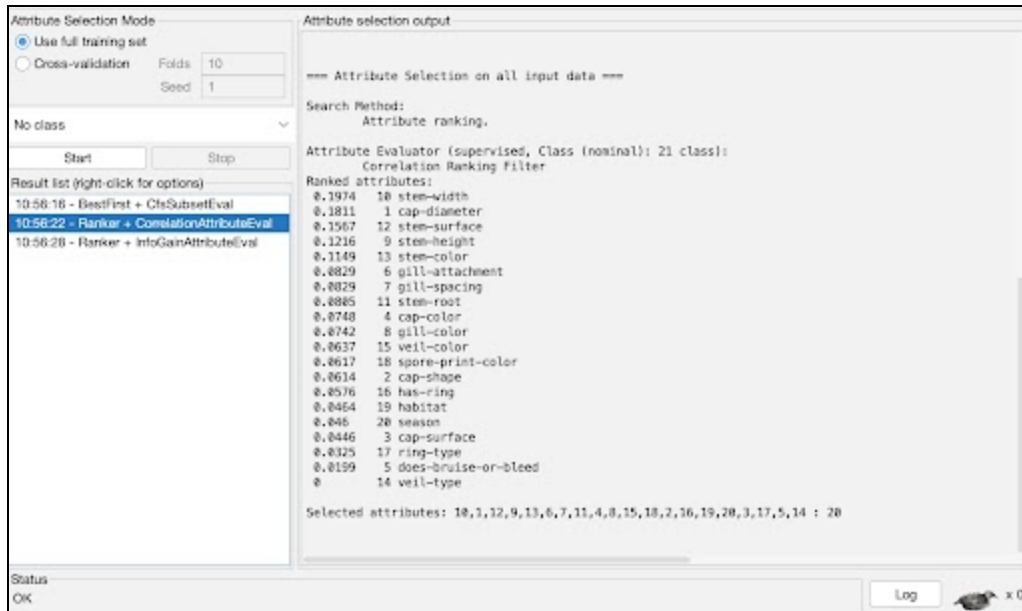 Attribute Selection Mode
Use full training set
Cross-validation Folds 10
Seed 1
No class
Start Stop
Result list (right-click for options)
10:56:16 - BestFirst + CfsSubsetEval
10:56:22 - Ranker + CorrelationAttributeEval
10:56:28 - Ranker + InfoGainAttributeEval
Attribute selection output
=== Attribute Selection on all input data ===
Search Method:
Attribute ranking.
Attribute Evaluator (supervised, Class (nominal): 21 class):
Correlation Ranking Filter
Ranked attributes:
0.1974 10 stem-width
0.1811 1 cap-diameter
0.1567 12 stem-surface
0.1216 9 stem-height
0.1149 13 stem-color
0.0829 6 gill-attachment
0.0829 7 gill-spacing
0.0805 11 stem-root
0.0748 4 cap-color
0.0742 8 gill-color
0.0637 15 veil-color
0.0617 18 spore-print-color
0.0614 2 cap-shape
0.0576 16 has-ring
0.0464 19 habitat
0.046 20 season
0.0446 3 cap-surface
0.0325 17 ring-type
0.0199 5 does-bruise-or-bleed
0 14 veil-type
Selected attributes: 10,1,12,9,13,6,7,11,4,8,15,18,2,16,19,20,3,17,5,14 : 20
Status
OK
Log x 0